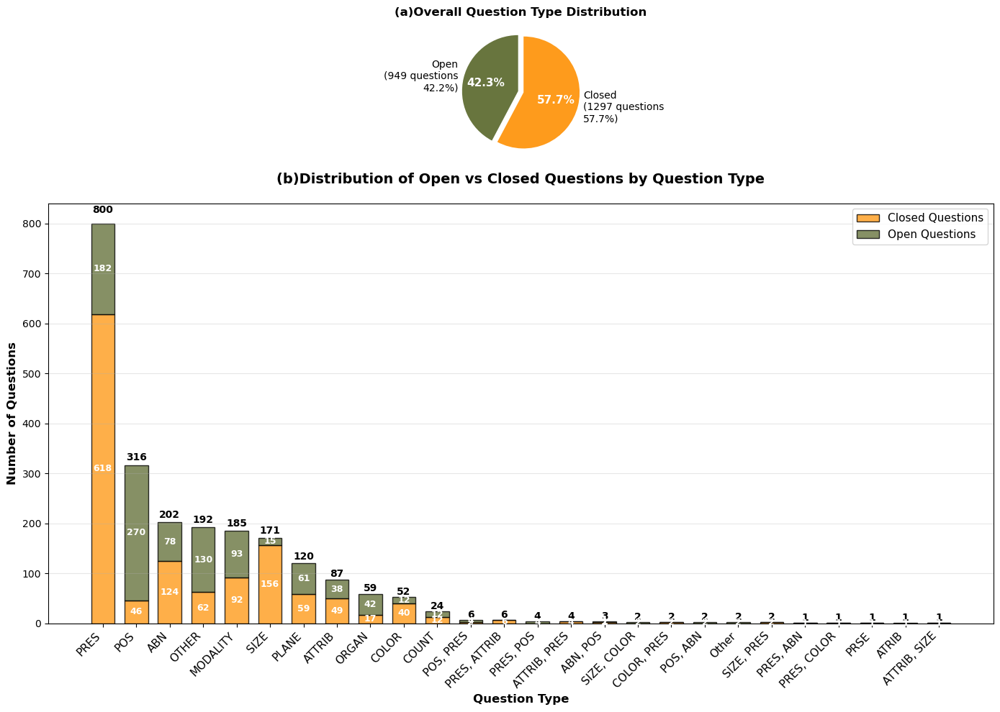 (a)Overall Question Type Distribution
Open
(949 questions
42.2%)
42.3%
57.7%
Closed
(1297 questions
57.7%)
(b)Distribution of Open vs Closed Questions by Question Type
Closed Questions
Open Questions
Number of Questions
800
700
600
500
400
300
200
100
0
800
182
618
316
270
46
202
78
124
192
130
62
185
93
92
171
15
156
120
61
59
87
38
49
59
42
17
52
12
40
24
12
12
6
6
4
4
3
2
2
2
2
2
1
1
1
1
1
PRES
POS
ABN
OTHER
MODALITY
SIZE
PLANE
ATTRIB
ORGAN
COLOR
COUNT
POS, PRES
PRES, ATTRIB
PRES, POS
ATTRIB, PRES
ABN, POS
SIZE, COLOR
COLOR, PRES
POS, ABN
Other
SIZE, PRES
PRES, ABN
PRES, COLOR
PRSE
ATRIB
ATTRIB, SIZE
Question Type